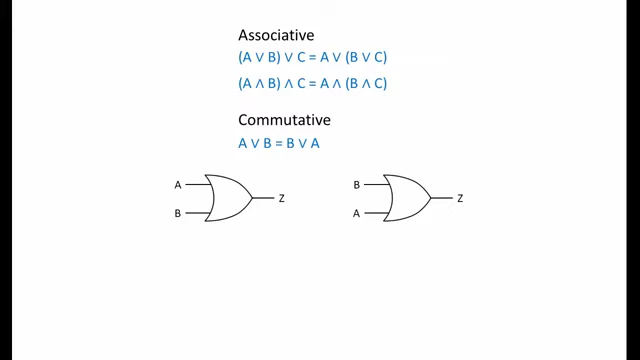 Associative
(A ∨ B) ∨ C = A ∨ (B ∨ C)
(A ∧ B) ∧ C = A ∧ (B ∧ C)
Commutative
A ∨ B = B ∨ A
A
B
Z
B
A
Z